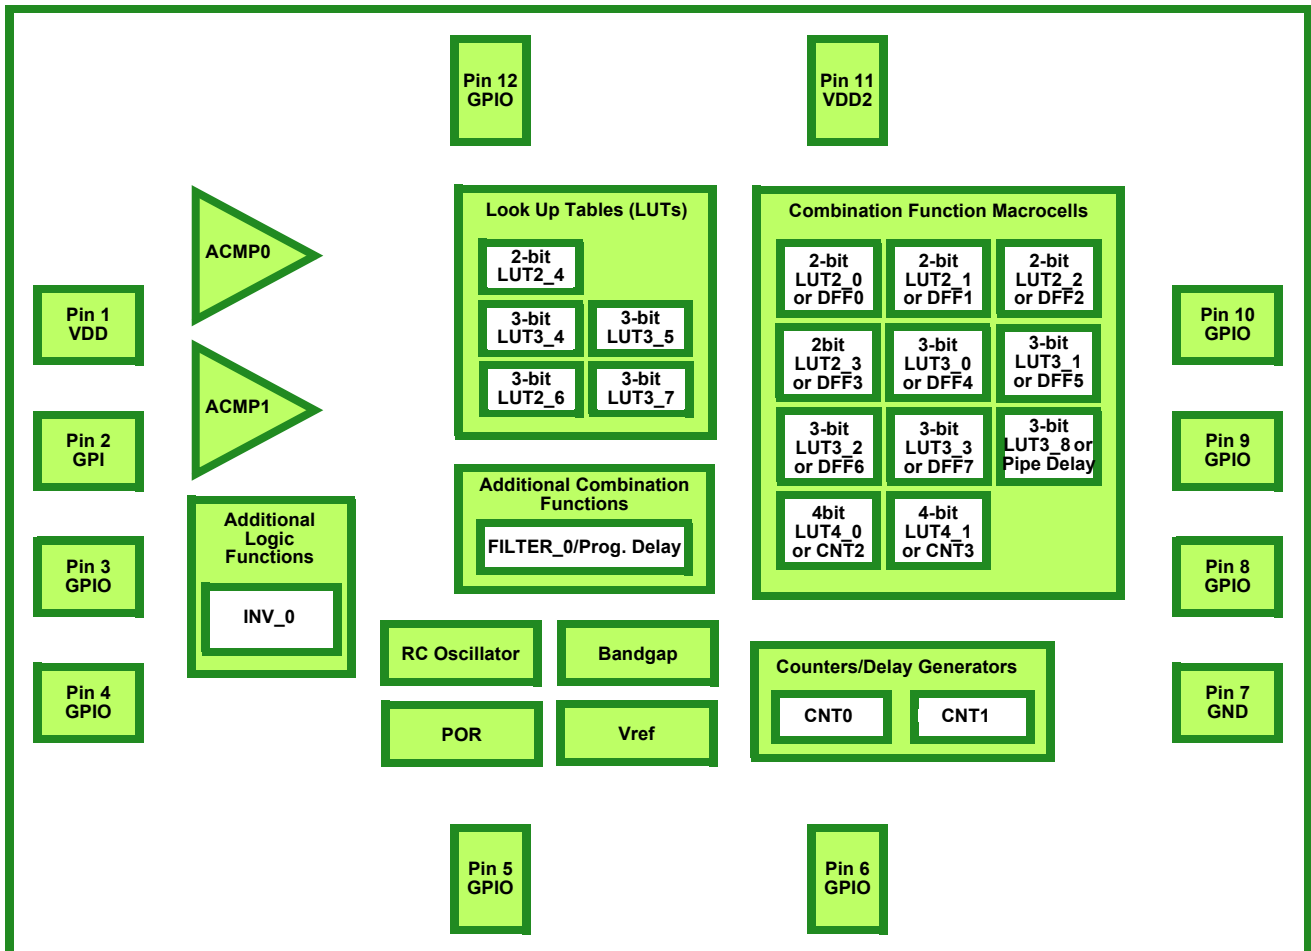 Pin 12
GPIO
Pin 11
VDD2
ACMP0
ACMP1
Pin 1
VDD
Pin 2
GPI
Pin 3
GPIO
Pin 4
GPIO
Additional
Logic
Functions
INV_0
Look Up Tables (LUTs)
2-bit
LUT2_4
3-bit
LUT3_4
3-bit
LUT3_5
3-bit
LUT2_6
3-bit
LUT3_7
Additional Combination
Functions
FILTER_0/Prog. Delay
RC Oscillator
Bandgap
POR
Vref
Combination Function Macrocells
2-bit
LUT2_0
or DFF0
2-bit
LUT2_1
or DFF1
2-bit
LUT2_2
or DFF2
2bit
LUT2_3
or DFF3
3-bit
LUT3_0
or DFF4
3-bit
LUT3_1
or DFF5
3-bit
LUT3_2
or DFF6
3-bit
LUT3_3
or DFF7
3-bit
LUT3_8 or
Pipe Delay
4bit
LUT4_0
or CNT2
4-bit
LUT4_1
or CNT3
Counters/Delay Generators
CNT0
CNT1
Pin 10
GPIO
Pin 9
GPIO
Pin 8
GPIO
Pin 7
GND
Pin 5
GPIO
Pin 6
GPIO